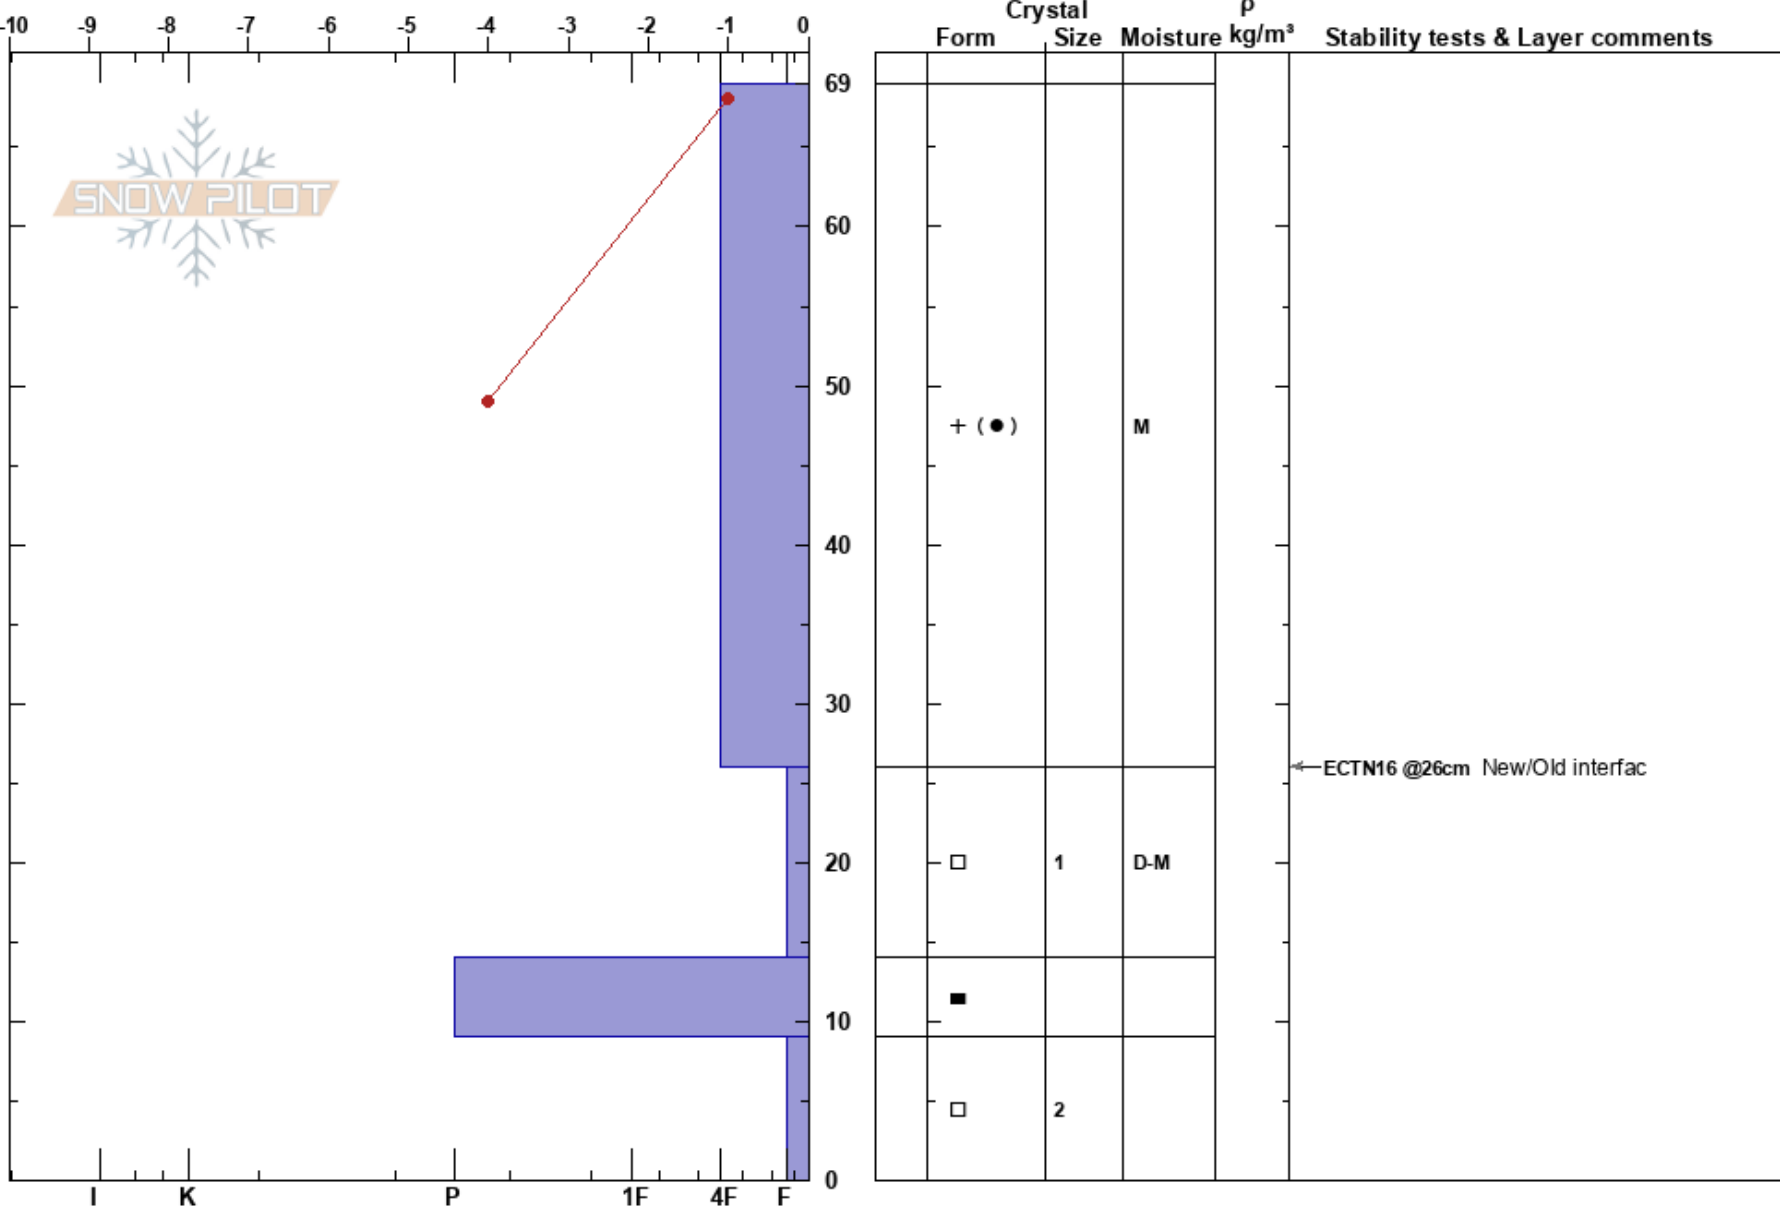 -10 -9 -8 -7 -6 -5 -4 -3 -2 -1 0
Crystal ρ
Form Size Moisture kg/m³ Stability tests & Layer comments
69
SNOW PILOT
60
50
+ (●) M
40
30
ECTN16 @26cm New/Old interfac
20 □ 1 D-M
■
10
□ 2
0
I K P 1F 4F F